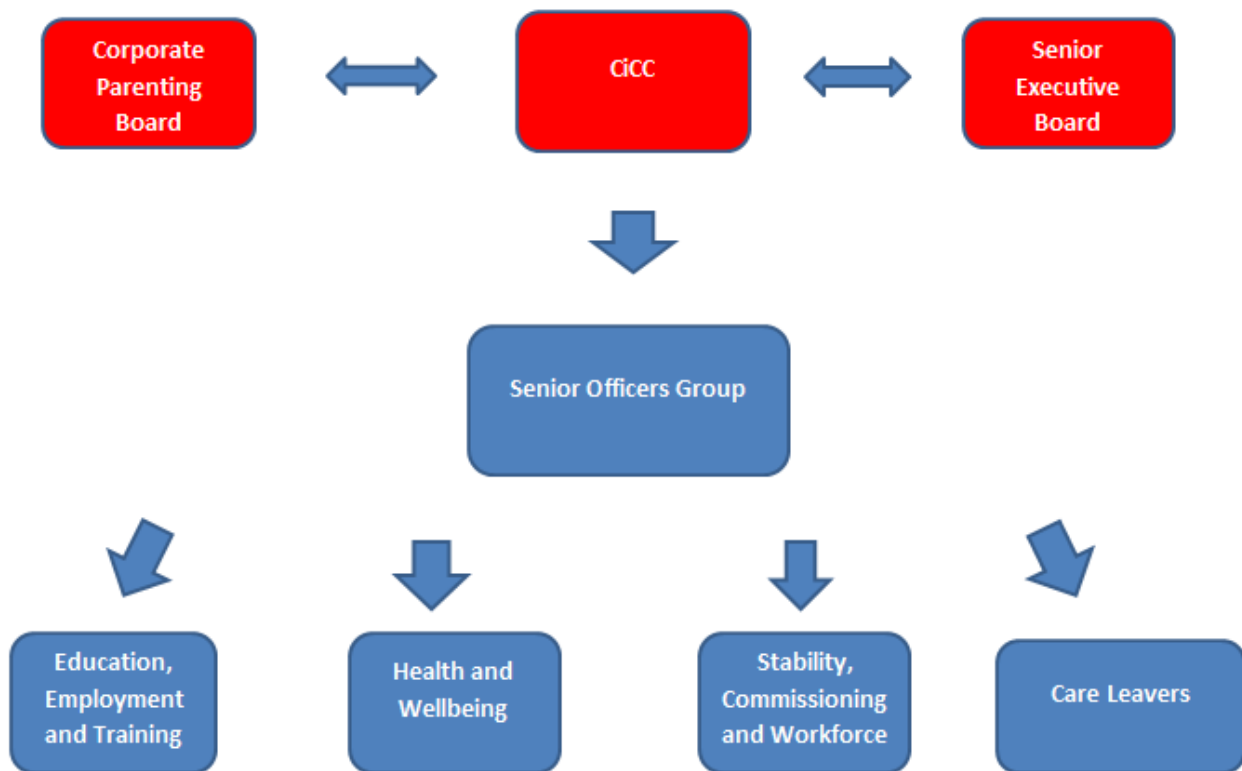 Corporate
Parenting
Board
CiCC
Senior
Executive
Board
Senior Officers Group
Education,
Employment
and Training
Health and
Wellbeing
Stability,
Commissioning
and Workforce
Care Leavers